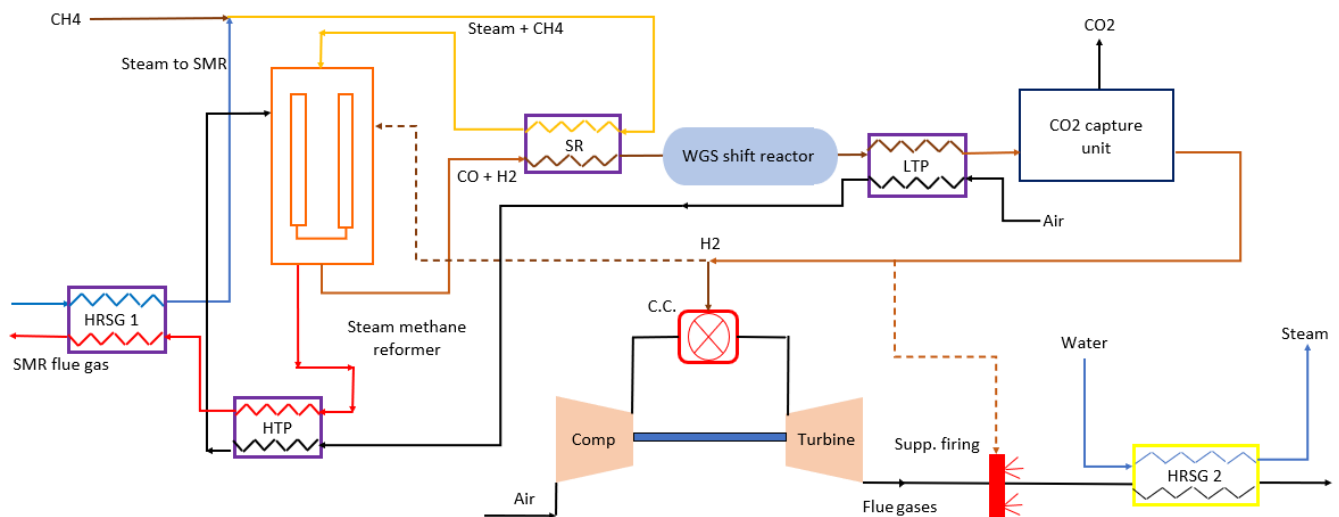 CH4
Steam + CH4
CO2
Steam to SMR
SR
WGS shift reactor
LTP
CO2 capture
unit
CO + H2
Air
H2
C.C.
HRSG 1
Steam methane
reformer
SMR flue gas
Water
Steam
HTP
Comp
Turbine
Supp. firing
HRSG 2
Air
Flue gases